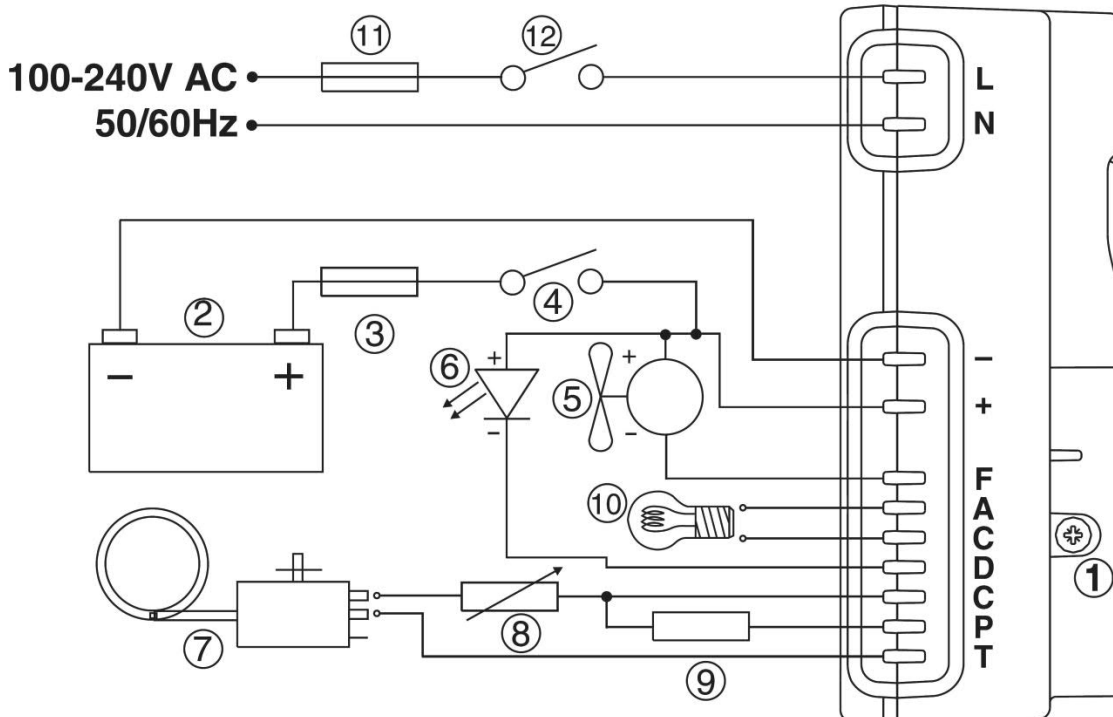 ⑪ ⑫
100-240V AC L
50/60Hz N
② ③ ④
− + −
⑥ + ⑤ + +
− −
F
⑩ A
C
D
C
⑦ ⑧ P
⑨ T
①